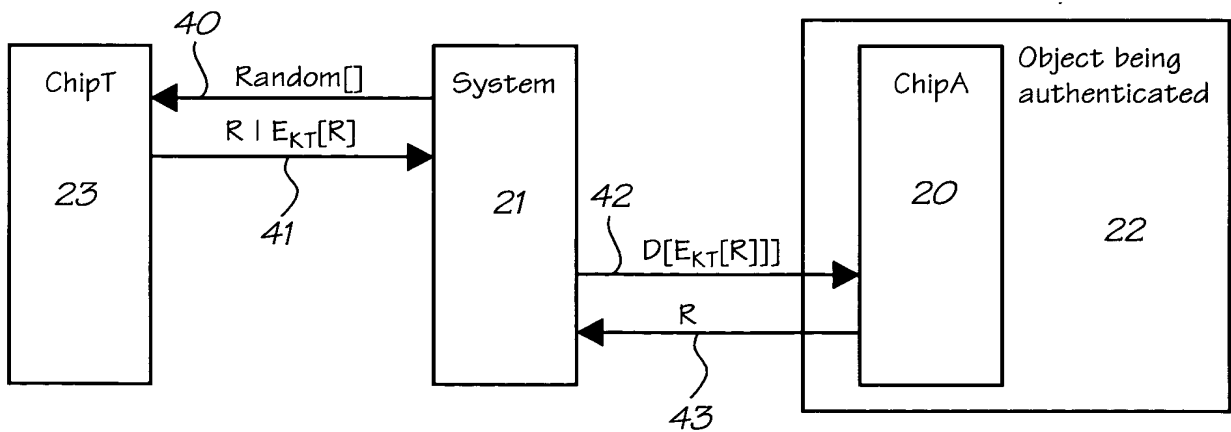 40
ChipT
Random[]
System
ChipA
Object being
authenticated
R | E_KT[R]
23
41
21
42
20
22
D[E_KT[R]]]
R
43